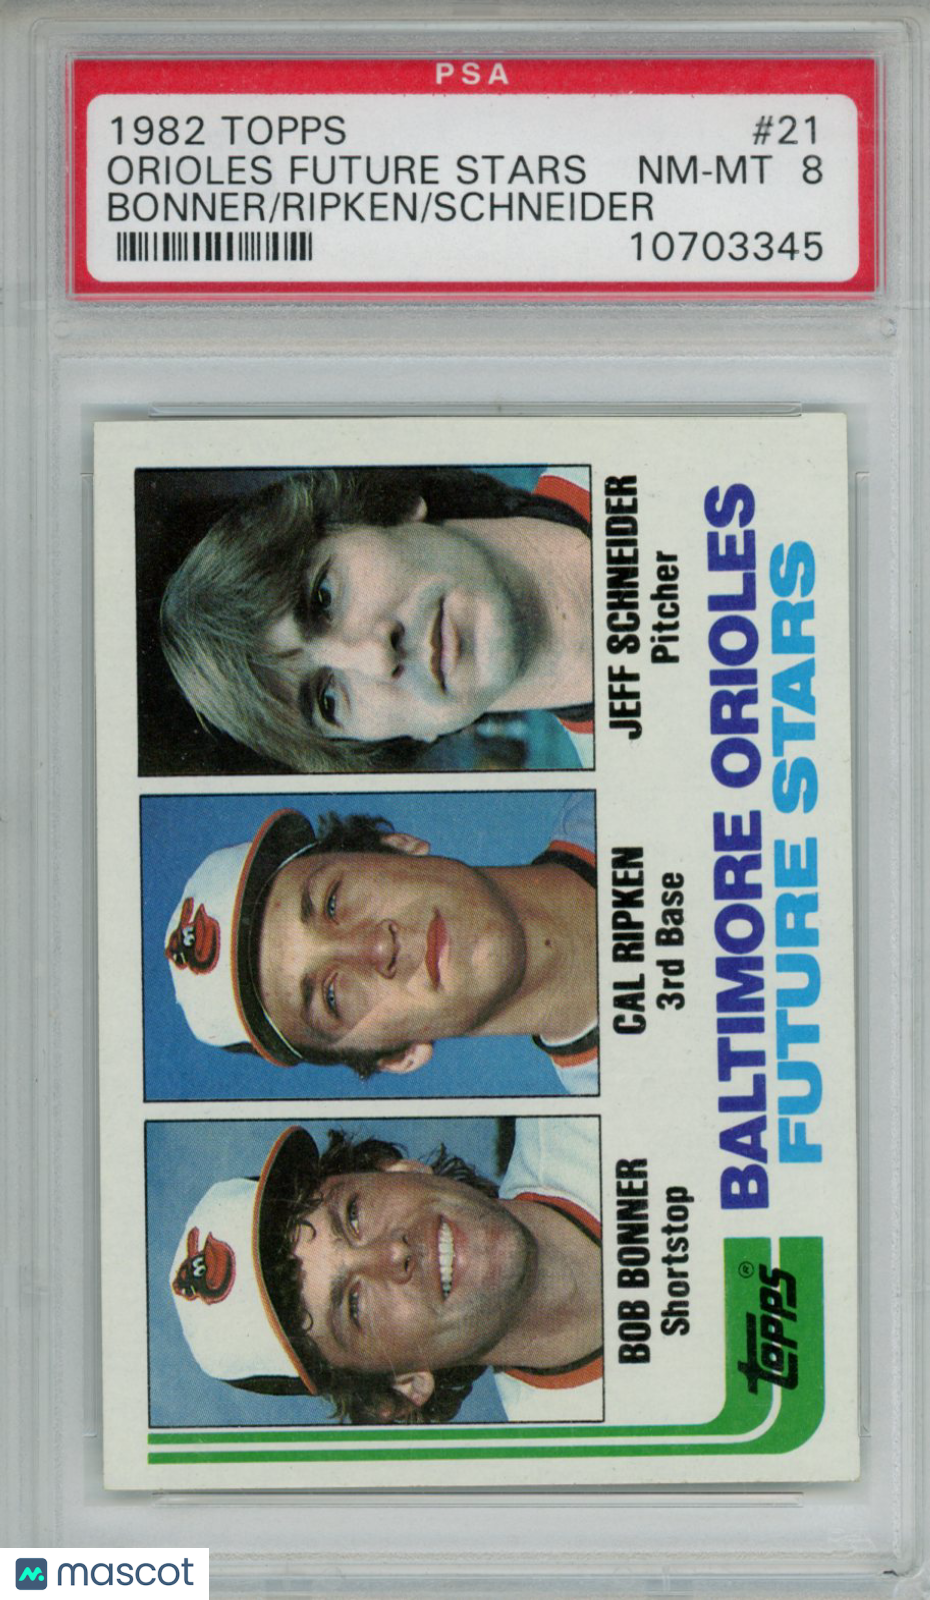 PSA
1982 TOPPS #21
ORIOLES FUTURE STARS NM-MT 8
BONNER/RIPKEN/SCHNEIDER
10703345
BOB BONNER
Shortstop
CAL RIPKEN
3rd Base
JEFF SCHNEIDER
Pitcher
topps®
BALTIMORE ORIOLES
FUTURE STARS
mascot